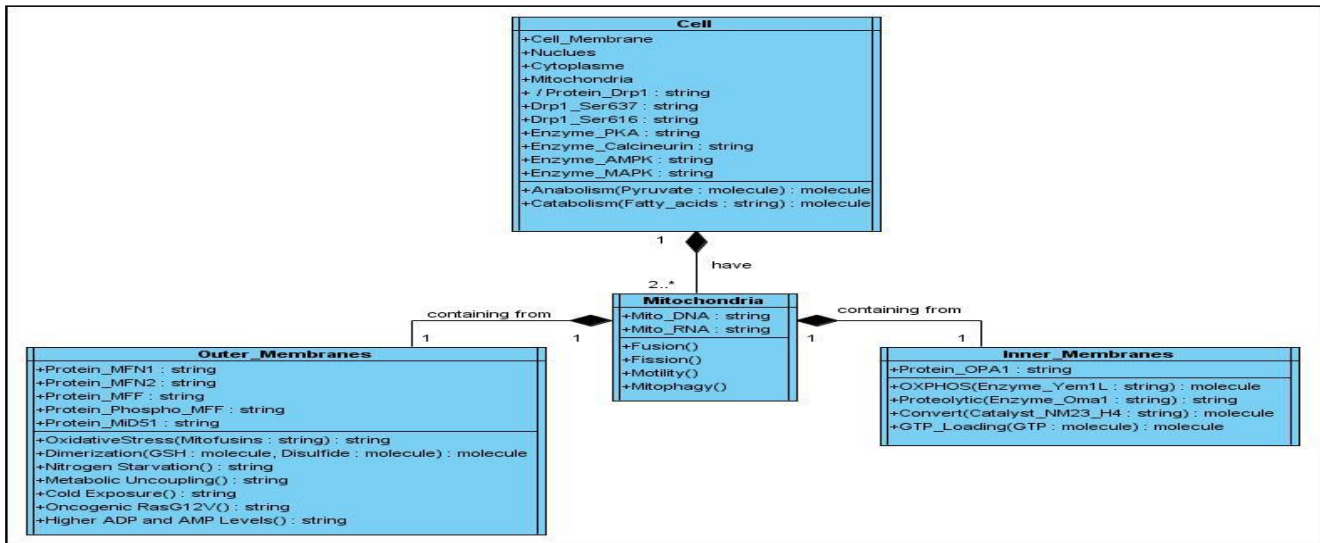 Cell
+Cell_Membrane
+Nuclues
+Cytoplasme
+Mitochondria
+ / Protein_Drp1 : string
+Drp1_Ser637 : string
+Drp1_Ser616 : string
+Enzyme_PKA : string
+Enzyme_Calcineurin : string
+Enzyme_AMPK : string
+Enzyme_MAPK : string
+Anabolism(Pyruvate : molecule) : molecule
+Catabolism(Fatty_acids : string) : molecule
1
have
2..*
Mitochondria
+Mito_DNA : string
+Mito_RNA : string
+Fusion()
+Fission()
+Motility()
+Mitophagy()
containing from
1
1
containing from
1
1
Outer_Membranes
+Protein_MFN1 : string
+Protein_MFN2 : string
+Protein_MFF : string
+Protein_Phospho_MFF : string
+Protein_MiD51 : string
+OxidativeStress(Mitofusins : string) : string
+Dimerization(GSH : molecule, Disulfide : molecule) : molecule
+Nitrogen Starvation() : string
+Metabolic Uncoupling() : string
+Cold Exposure() : string
+Oncogenic RasG12V() : string
+Higher ADP and AMP Levels() : string
Inner_Membranes
+Protein_OPA1 : string
+OXPHOS(Enzyme_Yem1L : string) : molecule
+Proteolytic(Enzyme_Oma1 : string) : string
+Convert(Catalyst_NM23_H4 : string) : molecule
+GTP_Loading(GTP : molecule) : molecule